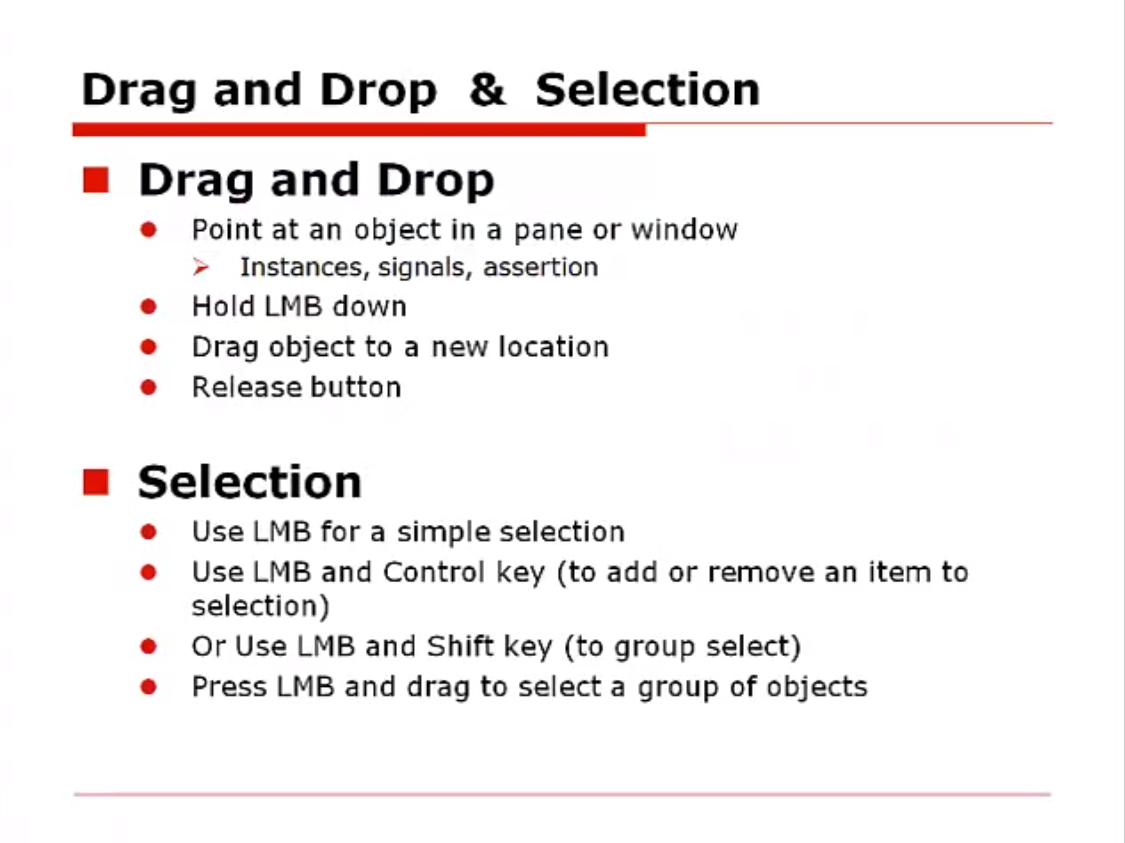 Drag and Drop & Selection
Drag and Drop
Point at an object in a pane or window
Instances, signals, assertion
Hold LMB down
Drag object to a new location
Release button
Selection
Use LMB for a simple selection
Use LMB and Control key (to add or remove an item to
selection)
Or Use LMB and Shift key (to group select)
Press LMB and drag to select a group of objects